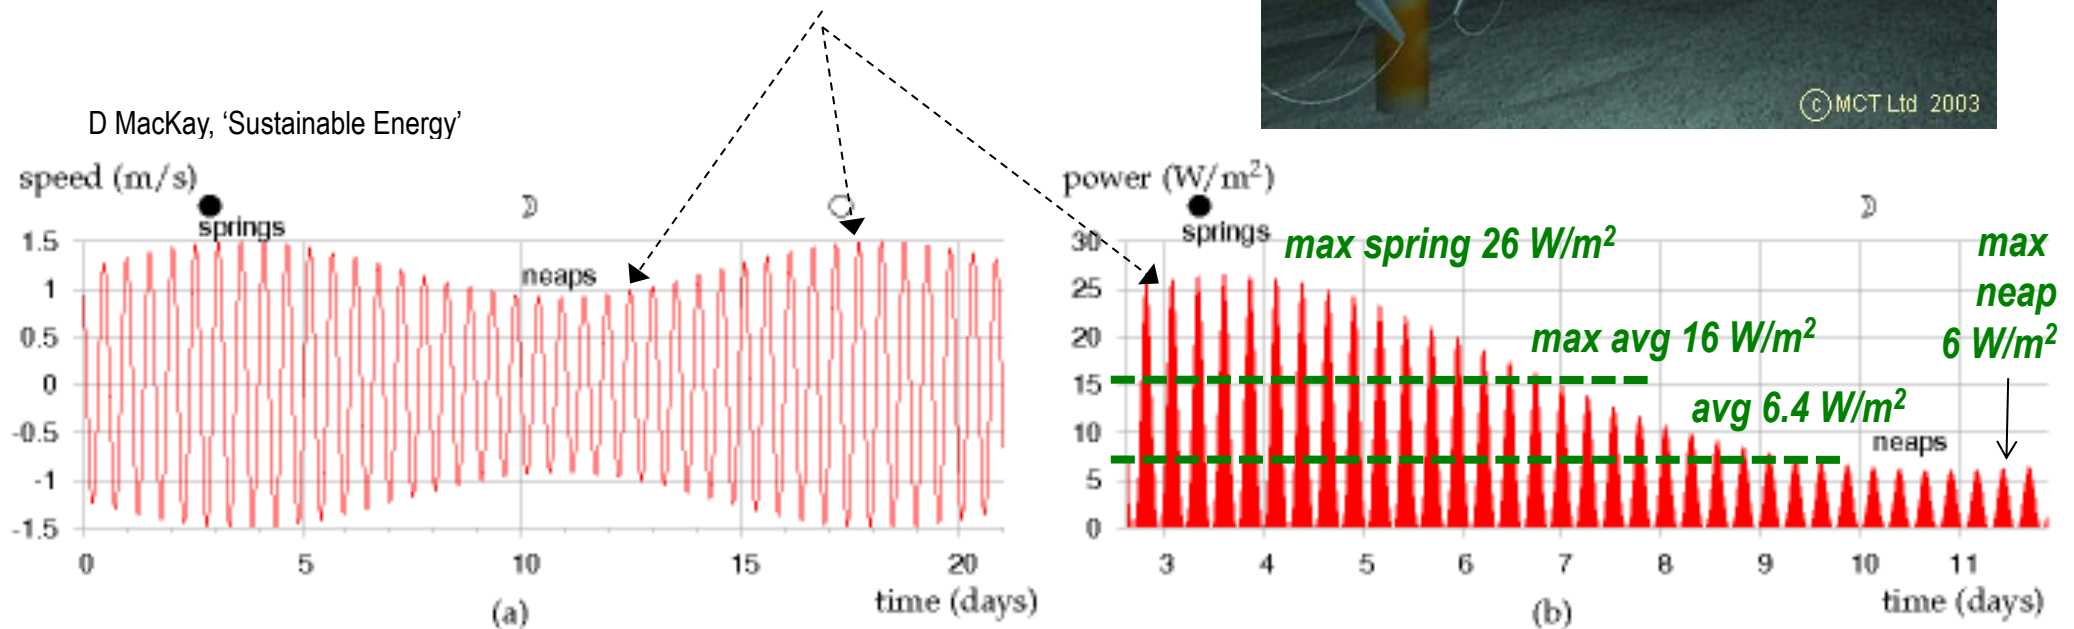 © MCT Ltd 2003
D MacKay, ‘Sustainable Energy’
speed (m/s)
springs
neaps
1.5
1
0.5
0
-0.5
-1
-1.5
0 5 10 15 20
time (days)
(a)
power (W/m²)
springs
max spring 26 W/m²
max
neap
6 W/m²
max avg 16 W/m²
avg 6.4 W/m²
neaps
30
25
20
15
10
5
0
3 4 5 6 7 8 9 10 11
time (days)
(b)